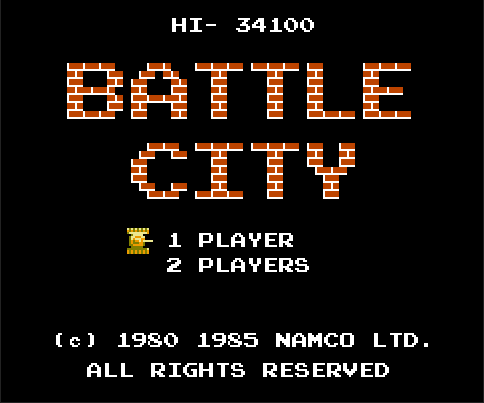 HI- 34100
BATTLE
CITY
1 PLAYER
2 PLAYERS
(c) 1980 1985 NAMCO LTD.
ALL RIGHTS RESERVED